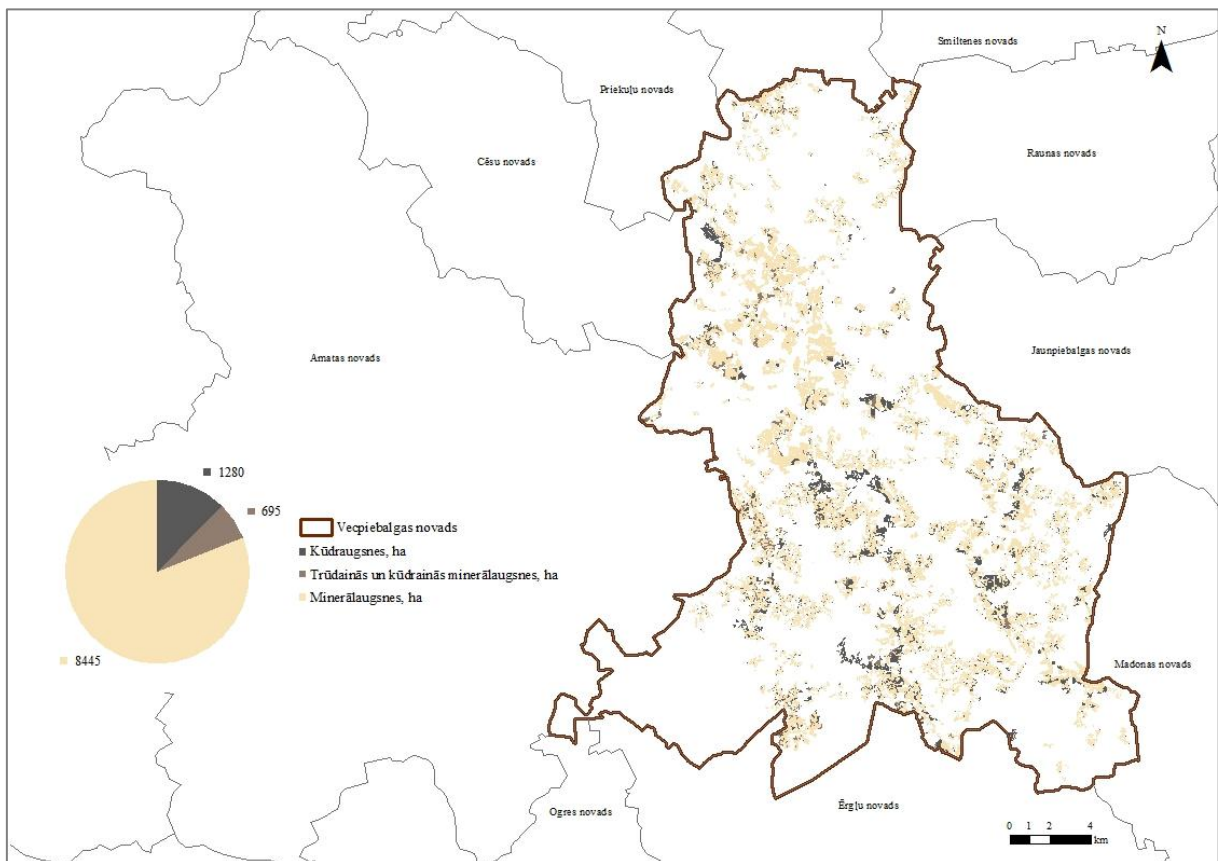 Smiltenes novads
N
Priekuļu novads
Cēsu novads
Raunas novads
Amatas novads
Jaunpiebalgas novads
1280
695
Vecpiebalgas novads
Kūdraugsnes, ha
Trūdainās un kūdrainās minerālaugsnes, ha
Minerālaugsnes, ha
8445
Madonas novads
Ogres novads
Ērgļu novads
0 1 2 4
km